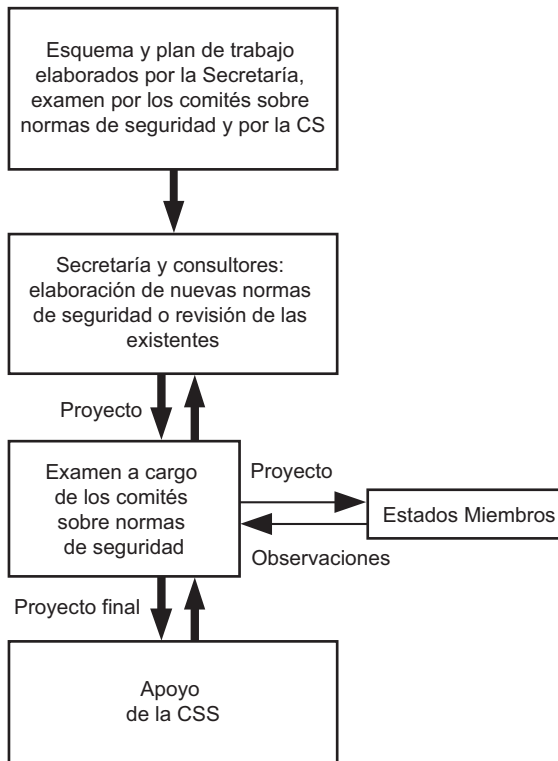 Esquema y plan de trabajo
elaborados por la Secretaría,
examen por los comités sobre
normas de seguridad y por la CS
Secretaría y consultores:
elaboración de nuevas normas
de seguridad o revisión de las
existentes
Proyecto
Examen a cargo
de los comités
sobre normas
de seguridad
Proyecto
Estados Miembros
Observaciones
Proyecto final
Apoyo
de la CSS